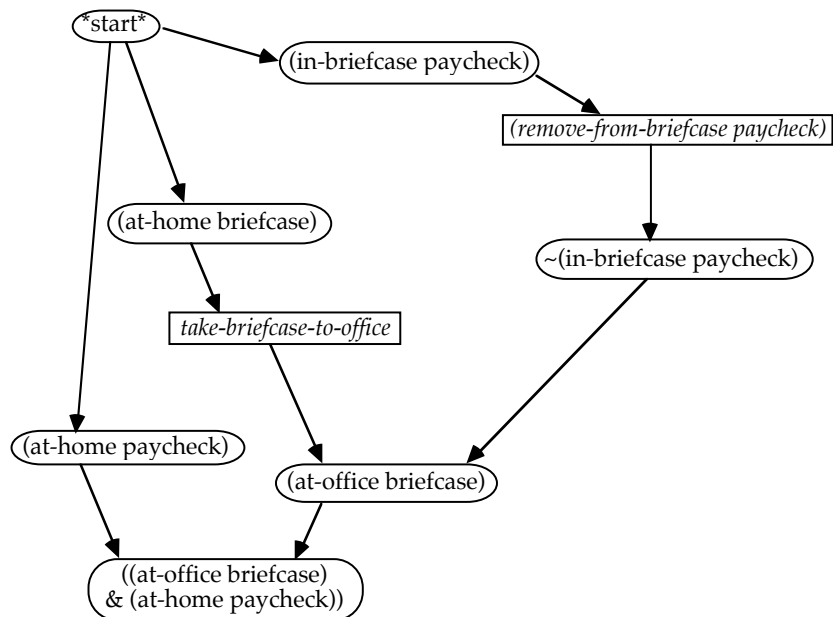 *start*
(in-briefcase paycheck)
(remove-from-briefcase paycheck)
(at-home briefcase)
~(in-briefcase paycheck)
take-briefcase-to-office
(at-home paycheck)
(at-office briefcase)
((at-office briefcase)
& (at-home paycheck))